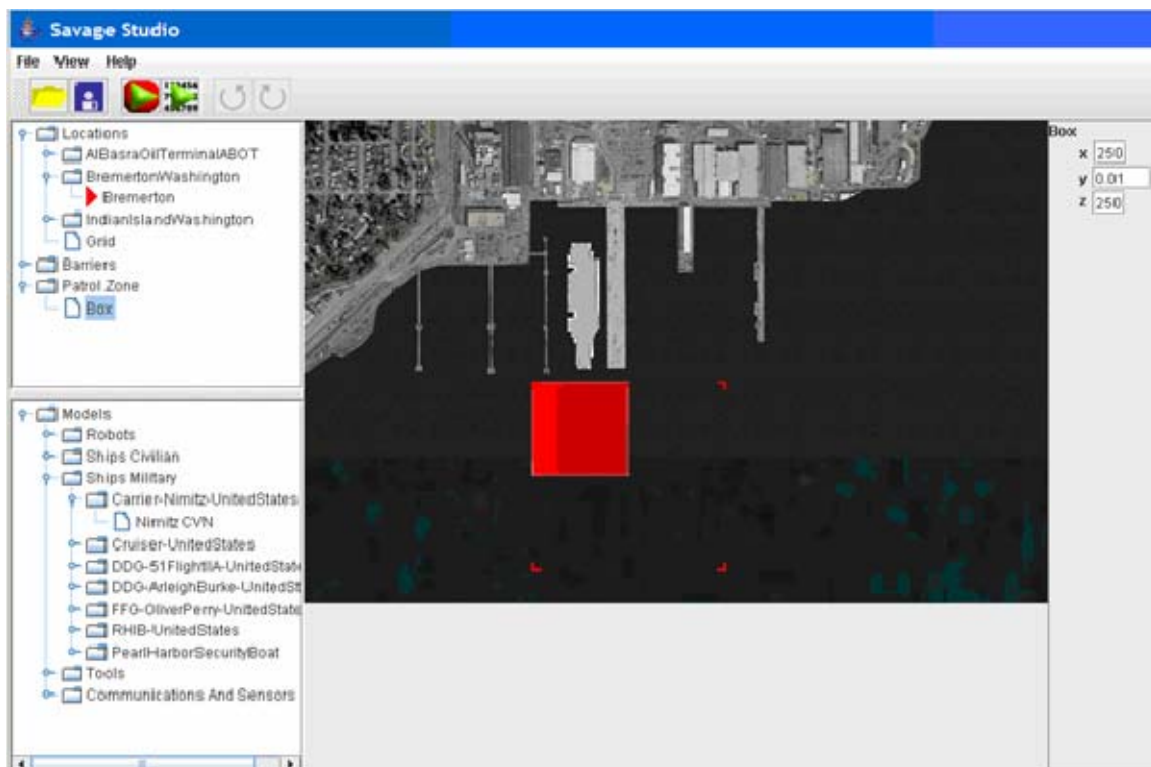 Savage Studio
File View Help
Locations
AlBasraOilTerminalABOT
BremertonWashington
Bremerton
IndianIslandWashington
Grid
Barriers
Patrol Zone
Box
Models
Robots
Ships Civilian
Ships Military
Carrier-Nimitz-UnitedStates
Nimitz CVN
Cruiser-UnitedStates
DDG-51FlightIIA-UnitedState
DDG-ArleighBurke-UnitedSt
FFG-OliverPerry-UnitedState
RHIB-UnitedStates
PearlHarborSecurityBoat
Tools
Communications And Sensors
Box
x 250
y 0.01
z 250